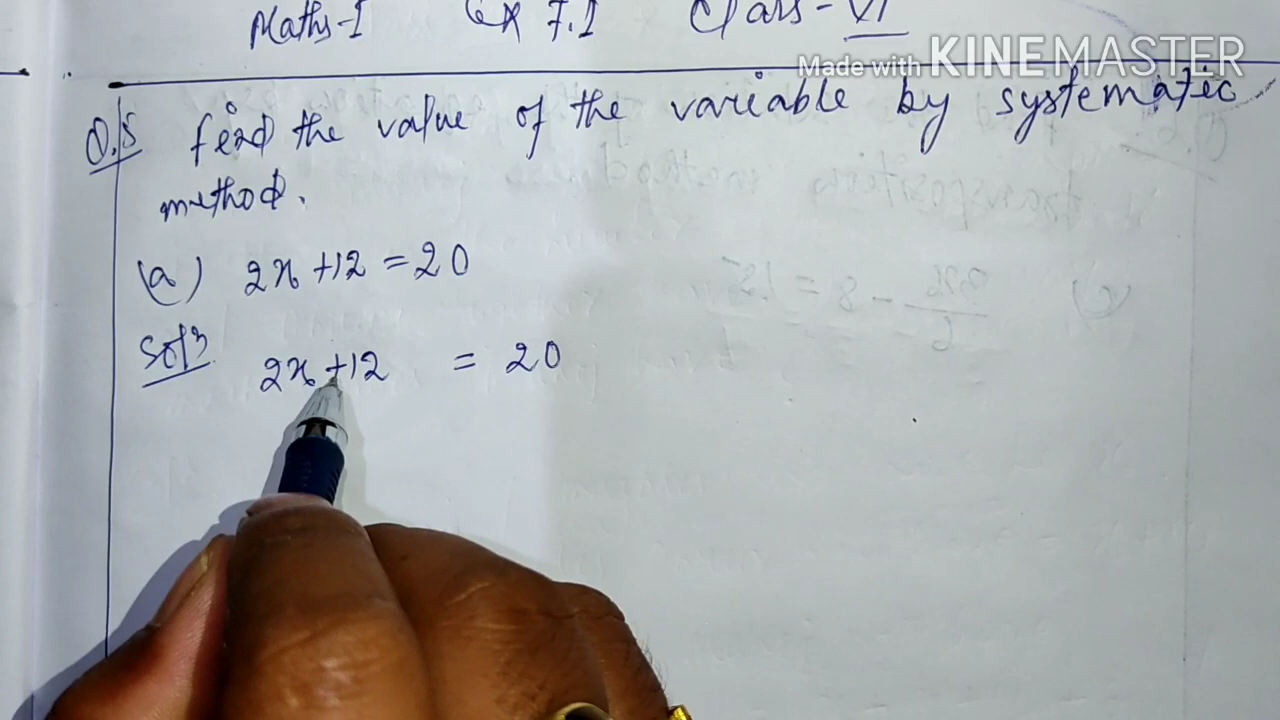 Maths-I Ex 7.1 Class-VI
Made with KINEMASTER
Q.5 find the value of the variable by systematic
method.
(a) 2x +12 = 20
Sol? 2x+12 = 20